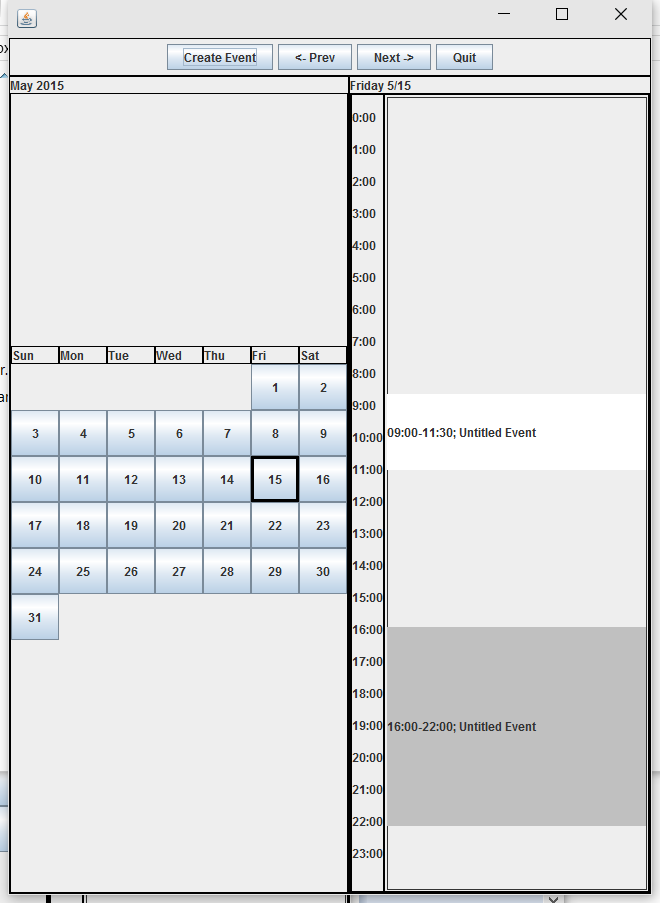 Create Event <- Prev Next -> Quit
May 2015
Sun Mon Tue Wed Thu Fri Sat
1 2
3 4 5 6 7 8 9
10 11 12 13 14 15 16
17 18 19 20 21 22 23
24 25 26 27 28 29 30
31
Friday 5/15
0:00
1:00
2:00
3:00
4:00
5:00
6:00
7:00
8:00
9:00
09:00-11:30; Untitled Event
10:00
11:00
12:00
13:00
14:00
15:00
16:00
17:00
18:00
19:00 16:00-22:00; Untitled Event
20:00
21:00
22:00
23:00